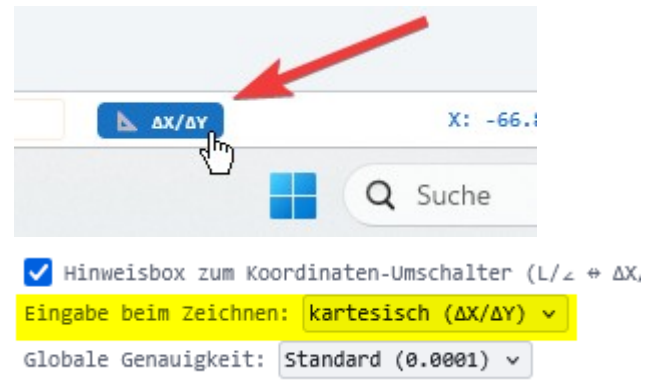 ΔX/ΔY
X: -66.8
Suche
Hinweisbox zum Koordinaten-Umschalter (L/∠ ↔ ΔX/
Eingabe beim Zeichnen: kartesisch (ΔX/ΔY)
Globale Genauigkeit: Standard (0.0001)